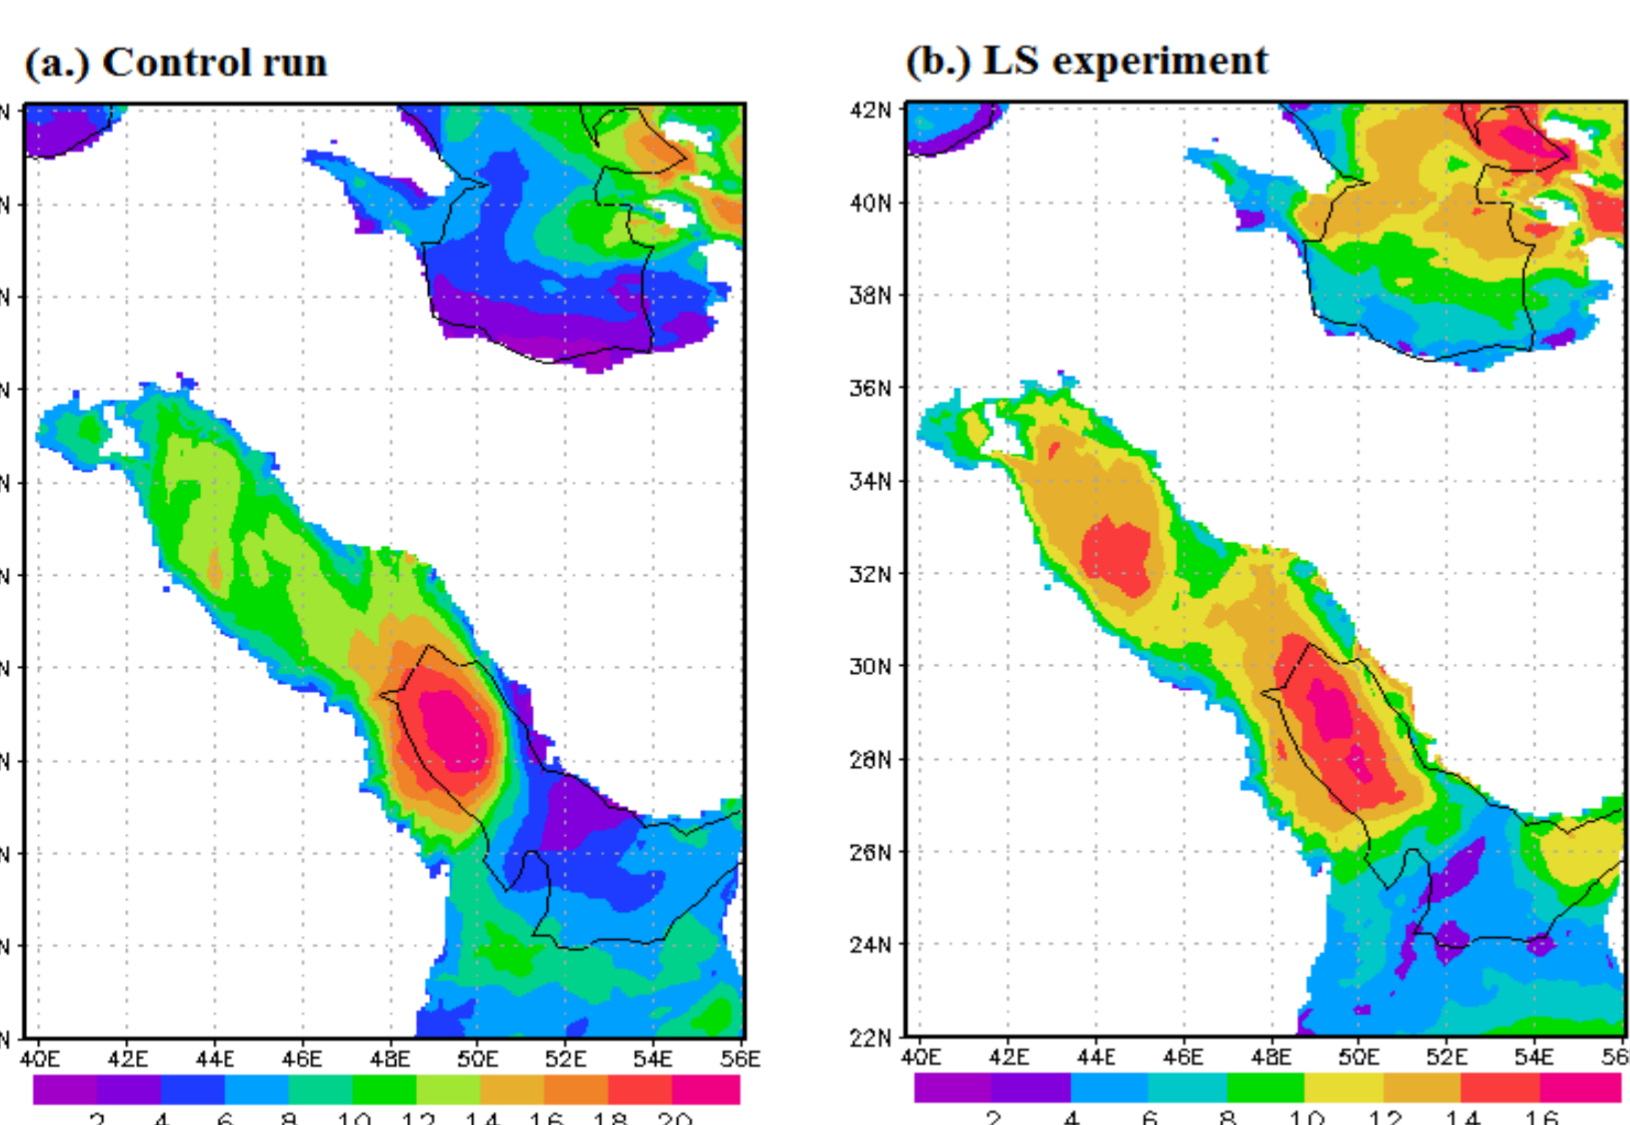 (a.) Control run
(b.) LS experiment
N
N
N
N
N
N
N
N
N
N
N
42N
40N
38N
36N
34N
32N
30N
28N
26N
24N
22N
40E 42E 44E 46E 48E 50E 52E 54E 56E
40E 42E 44E 46E 48E 50E 52E 54E 56
2 4 6 8 10 12 14 16 18 20
2 4 6 8 10 12 14 16